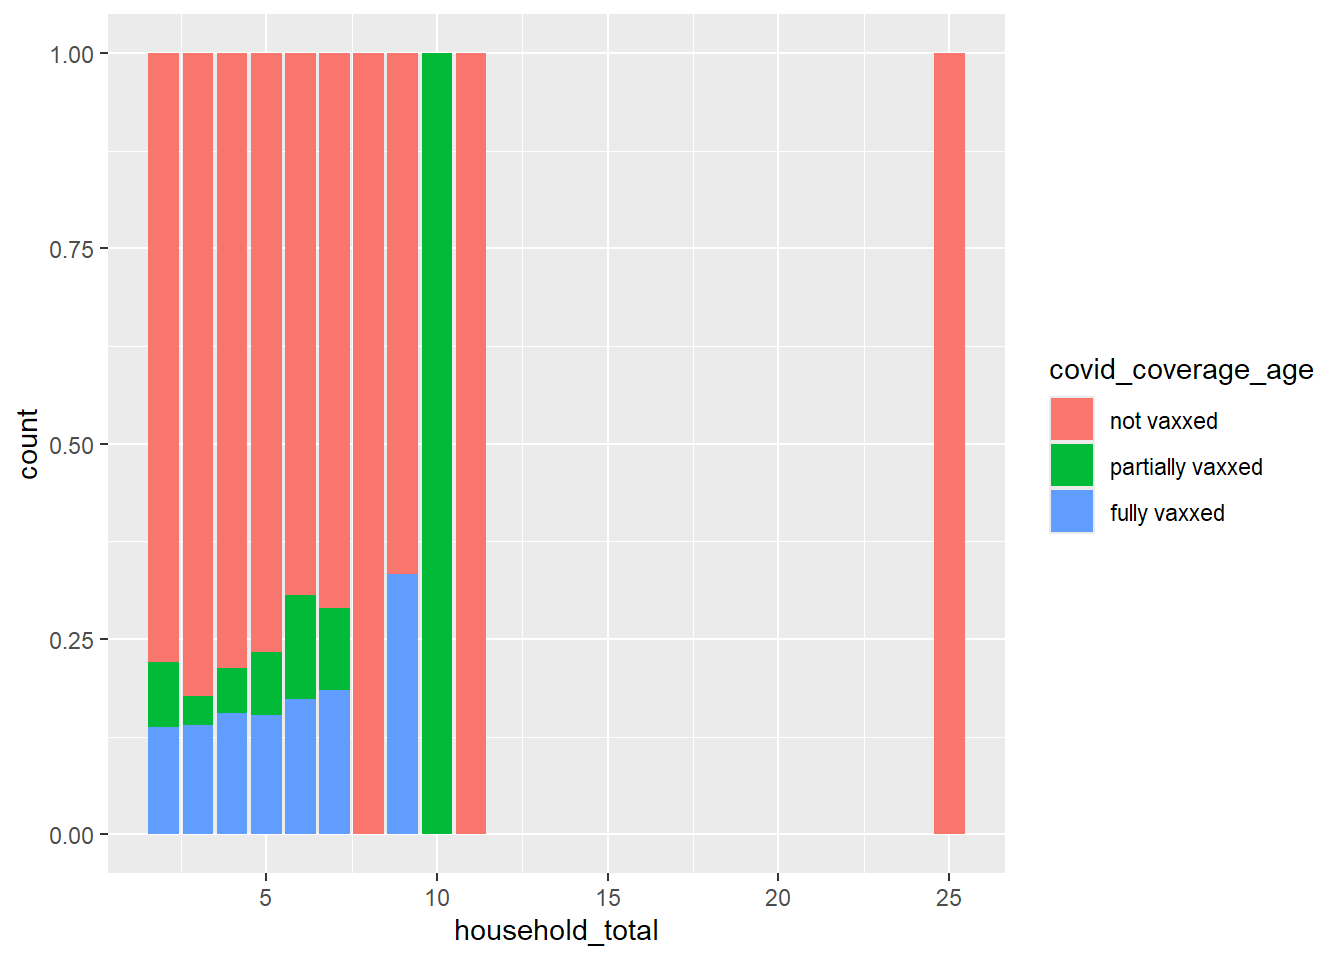 1.00
0.75
0.50
0.25
0.00
count
5
10
15
20
25
household_total
covid_coverage_age
not vaxxed
partially vaxxed
fully vaxxed